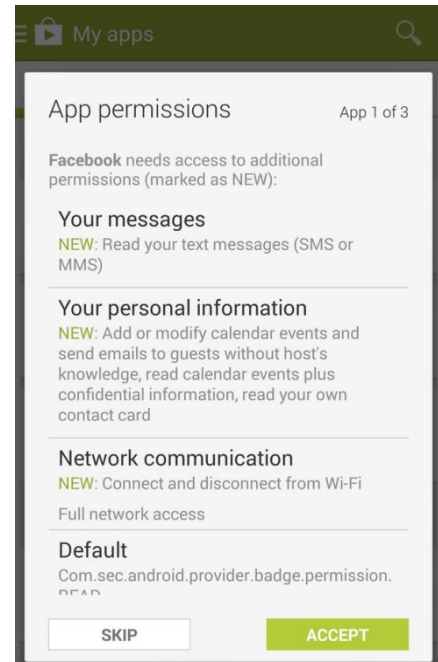 My apps
App permissions
App 1 of 3
Facebook needs access to additional
permissions (marked as NEW):
Your messages
NEW: Read your text messages (SMS or
MMS)
Your personal information
NEW: Add or modify calendar events and
send emails to guests without host's
knowledge, read calendar events plus
confidential information, read your own
contact card
Network communication
NEW: Connect and disconnect from Wi-Fi
Full network access
Default
Com.sec.android.provider.badge.permission.
READ
SKIP
ACCEPT